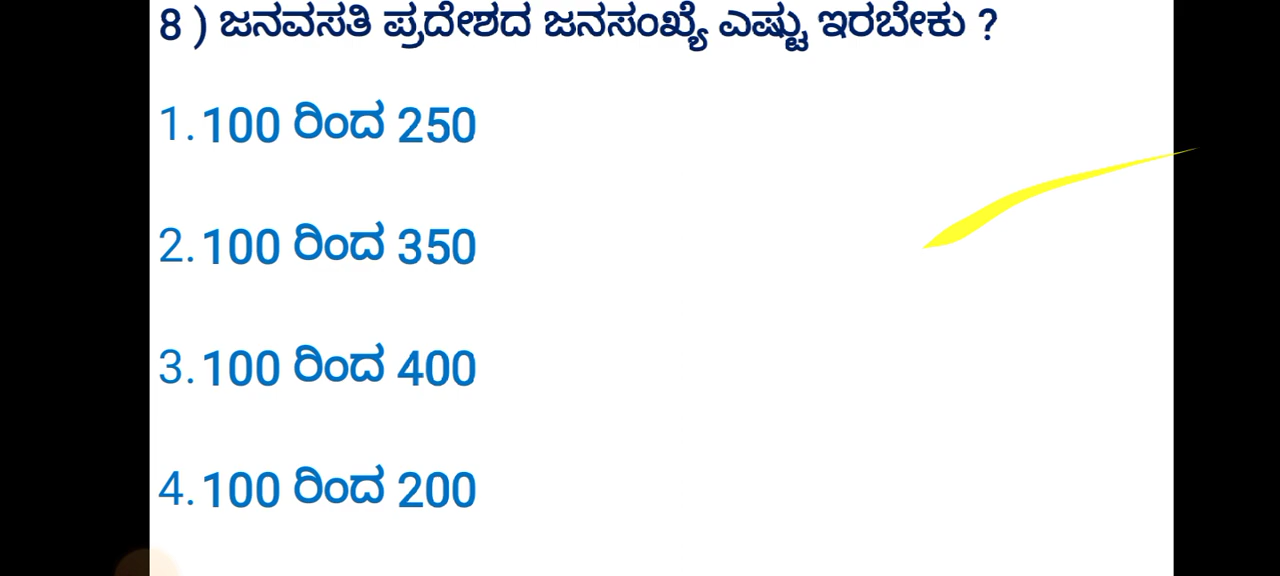 8 ) ಜನವಸತಿ ಪ್ರದೇಶದ ಜನಸಂಖ್ಯೆ ಎಷ್ಟು ಇರಬೇಕು ?
1. 100 ರಿಂದ 250
2. 100 ರಿಂದ 350
3. 100 ರಿಂದ 400
4. 100 ರಿಂದ 200